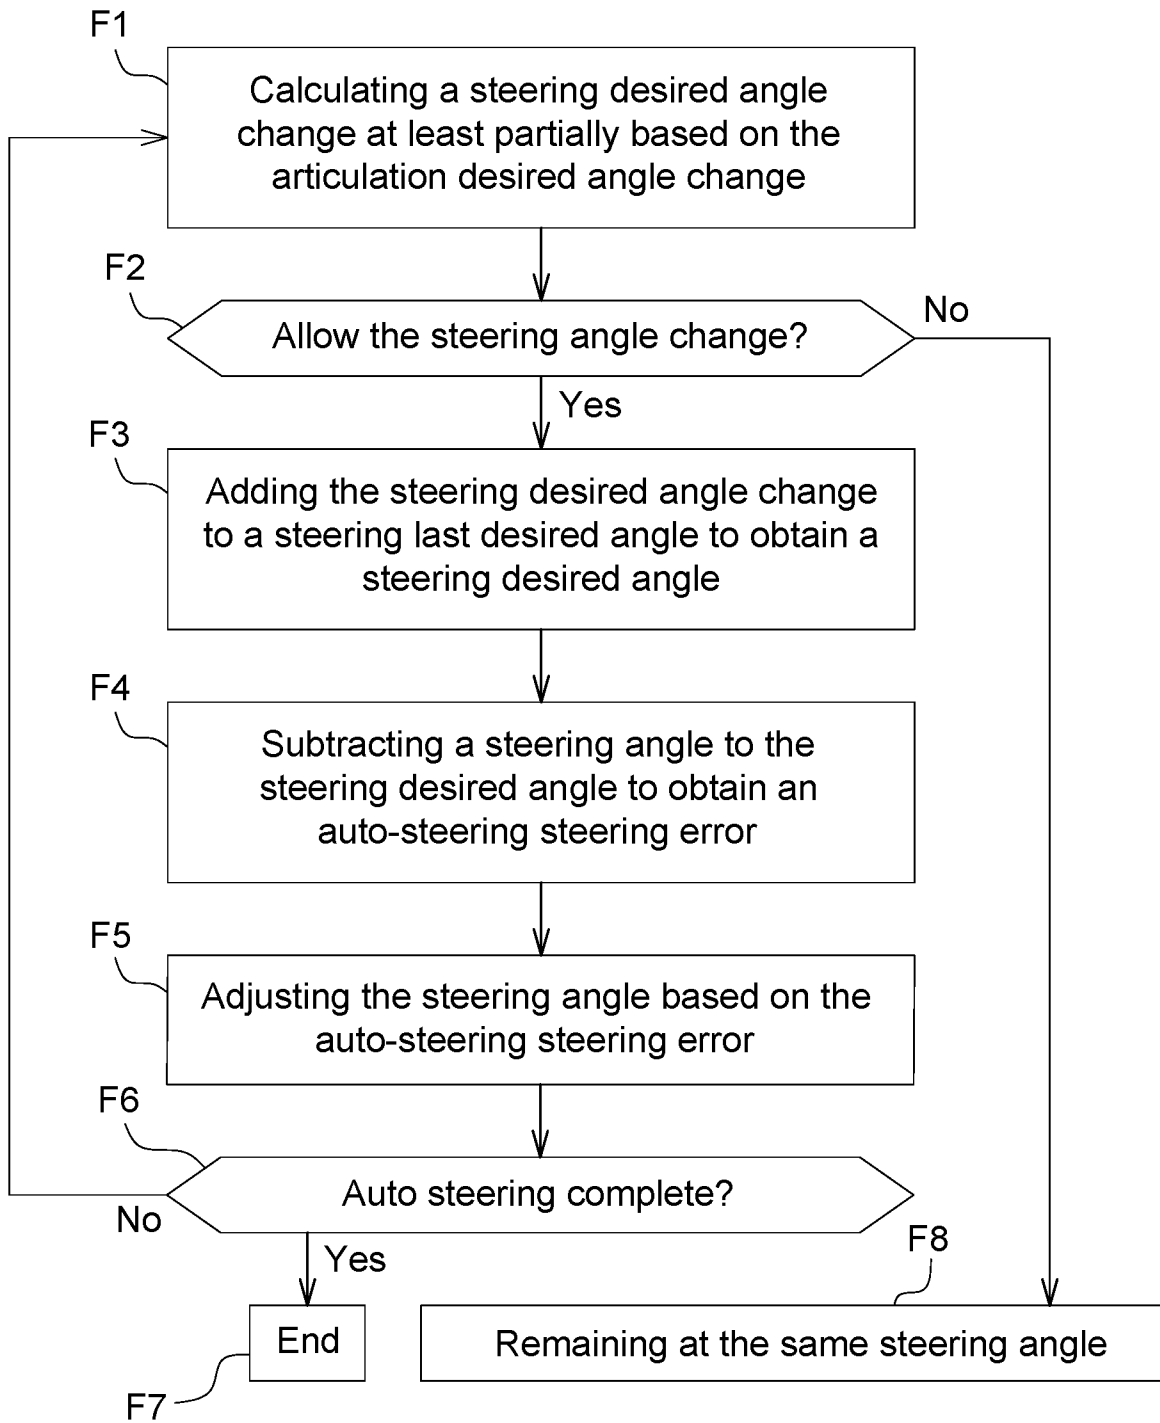 F1
Calculating a steering desired angle
change at least partially based on the
articulation desired angle change
F2
Allow the steering angle change?
No
Yes
F3
Adding the steering desired angle change
to a steering last desired angle to obtain a
steering desired angle
F4
Subtracting a steering angle to the
steering desired angle to obtain an
auto-steering steering error
F5
Adjusting the steering angle based on the
auto-steering steering error
F6
Auto steering complete?
No
Yes
F8
End
Remaining at the same steering angle
F7